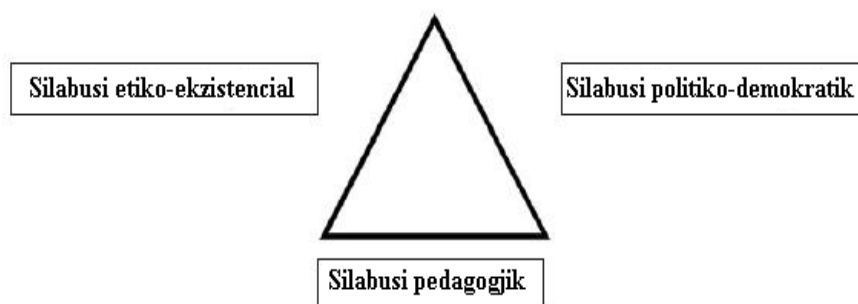 Silabusi etiko-ekzistencial
Silabusi politiko-demokratik
Silabusi pedagogjik